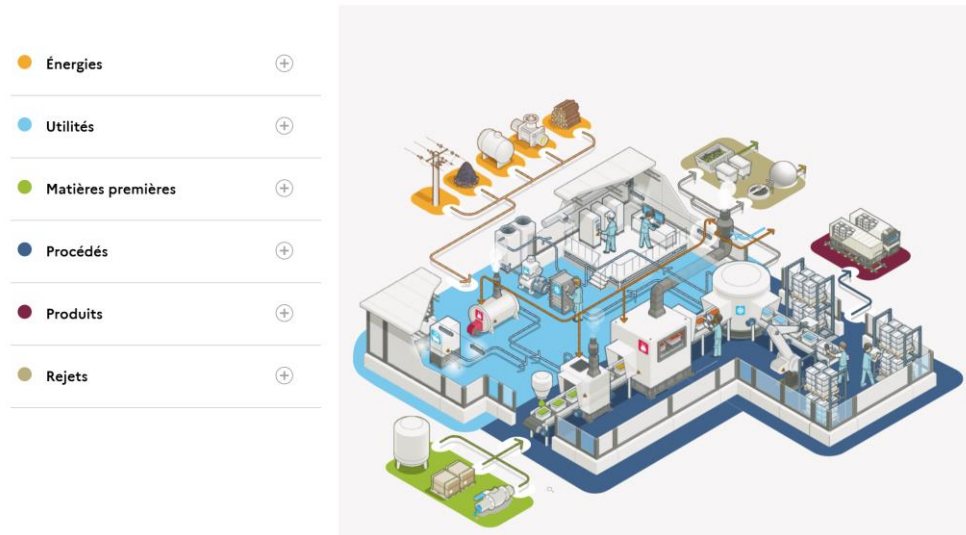 Énergies
Utilités
Matières premières
Procédés
Produits
Rejets